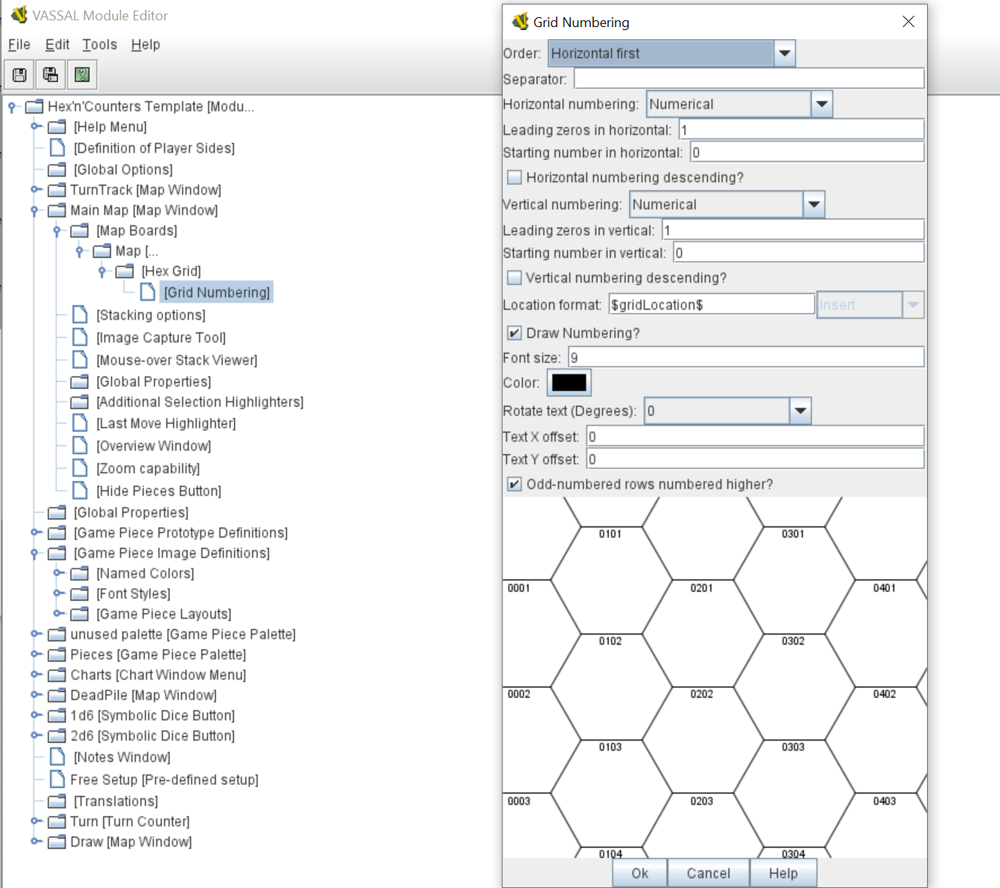 VASSAL Module Editor
File Edit Tools Help
Hex'n'Counters Template [Modu...
[Help Menu]
[Definition of Player Sides]
[Global Options]
TurnTrack [Map Window]
Main Map [Map Window]
[Map Boards]
Map [...
[Hex Grid]
[Grid Numbering]
[Stacking options]
[Image Capture Tool]
[Mouse-over Stack Viewer]
[Global Properties]
[Additional Selection Highlighters]
[Last Move Highlighter]
[Overview Window]
[Zoom capability]
[Hide Pieces Button]
[Global Properties]
[Game Piece Prototype Definitions]
[Game Piece Image Definitions]
[Named Colors]
[Font Styles]
[Game Piece Layouts]
unused palette [Game Piece Palette]
Pieces [Game Piece Palette]
Charts [Chart Window Menu]
DeadPile [Map Window]
1d6 [Symbolic Dice Button]
2d6 [Symbolic Dice Button]
[Notes Window]
Free Setup [Pre-defined setup]
[Translations]
Turn [Turn Counter]
Draw [Map Window]
Grid Numbering
Order: Horizontal first
Separator:
Horizontal numbering: Numerical
Leading zeros in horizontal: 1
Starting number in horizontal: 0
Horizontal numbering descending?
Vertical numbering: Numerical
Leading zeros in vertical: 1
Starting number in vertical: 0
Vertical numbering descending?
Location format: $gridLocation$ Insert
Draw Numbering?
Font size: 9
Color:
Rotate text (Degrees): 0
Text X offset: 0
Text Y offset: 0
Odd-numbered rows numbered higher?
0101 0301
0001 0201 0401
0102 0302
0002 0202 0402
0103 0303
0003 0203 0403
0104 0304
Ok Cancel Help